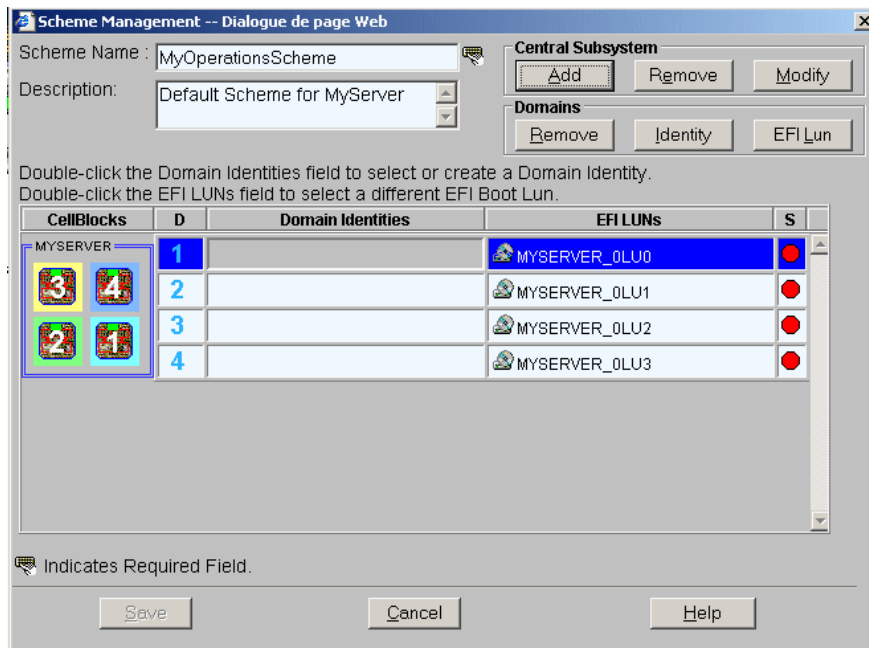 Scheme Management -- Dialogue de page Web
Scheme Name : MyOperationsScheme
Description: Default Scheme for MyServer
Central Subsystem
Add Remove Modify
Domains
Remove Identity EFI Lun
Double-click the Domain Identities field to select or create a Domain Identity.
Double-click the EFI LUNs field to select a different EFI Boot Lun.
CellBlocks D Domain Identities EFI LUNs S
MYSERVER
3 4
2 1
1 MYSERVER_0LU0
2 MYSERVER_0LU1
3 MYSERVER_0LU2
4 MYSERVER_0LU3
Indicates Required Field.
Save Cancel Help